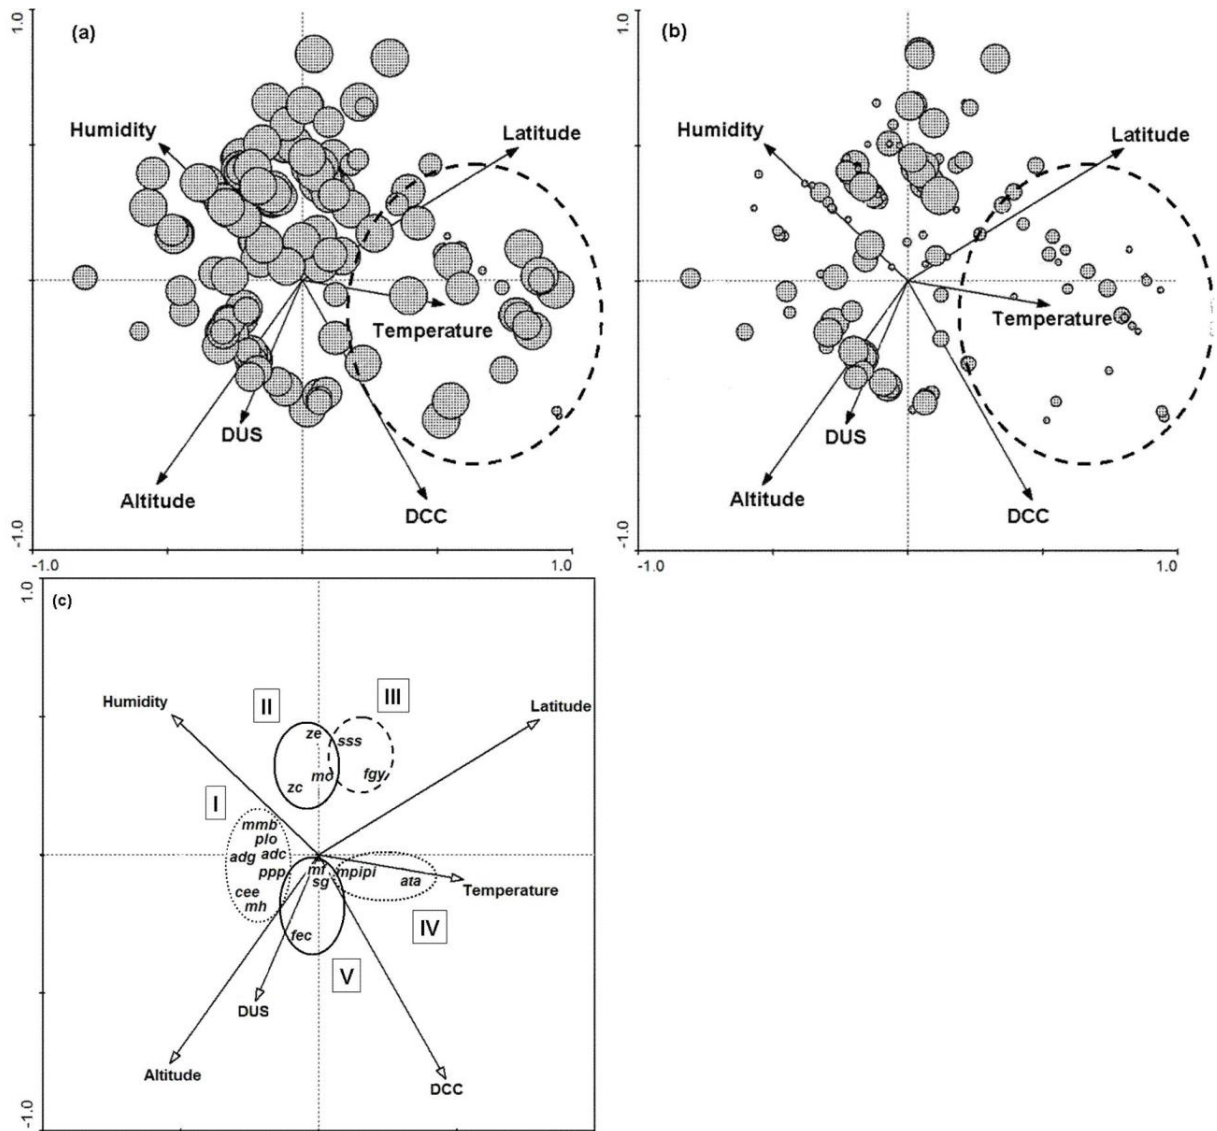 1.0
(a)
Humidity
Latitude
Temperature
DUS
Altitude
DCC
-1.0
-1.0
1.0
1.0
(b)
Humidity
Latitude
Temperature
DUS
Altitude
DCC
-1.0
-1.0
1.0
1.0
(c)
Humidity
II
III
Latitude
ze
sss
mo
fgy
zc
I
mmb
plo
adg
adc
ppp
mf
mpipi
sg
ata
Temperature
cee
mh
IV
fec
V
DUS
Altitude
DCC
-1.0